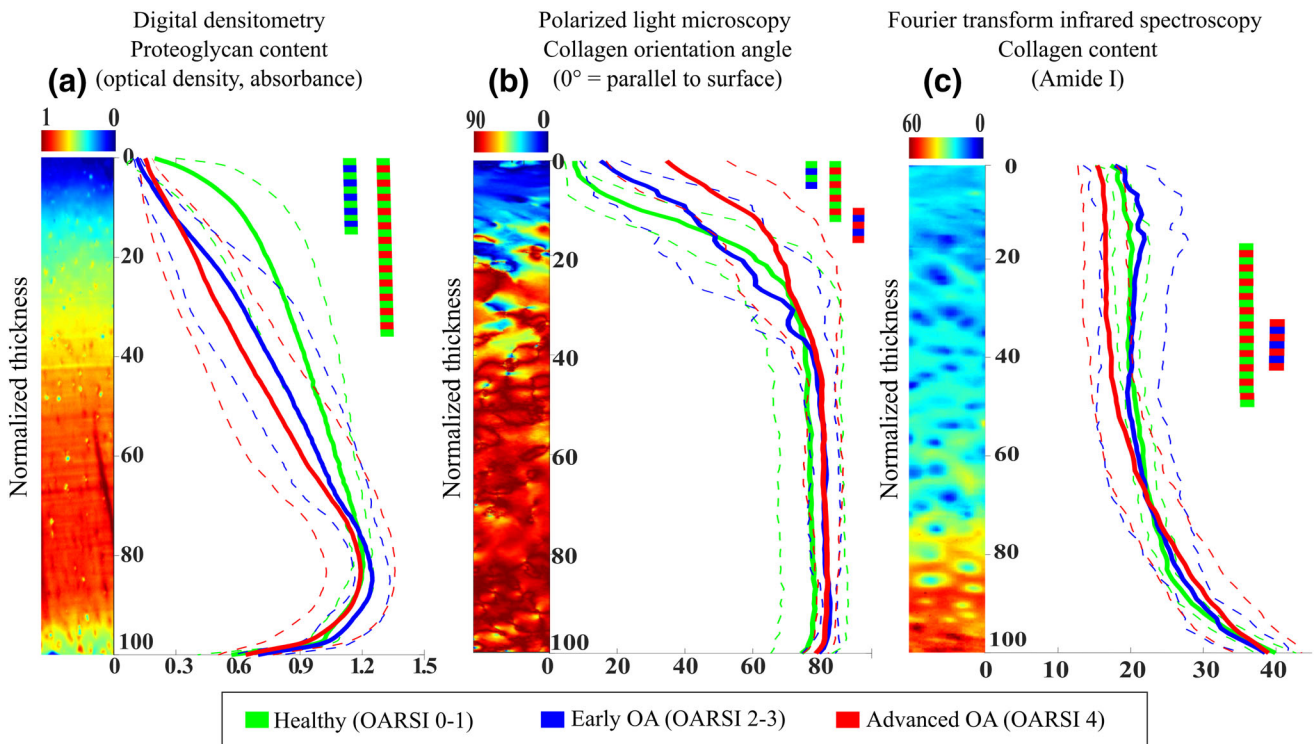 Digital densitometry
Proteoglycan content
(optical density, absorbance)
(a)
1 0
Normalized thickness
0
20
40
60
80
100
0 0.3 0.6 0.9 1.2 1.5
Polarized light microscopy
Collagen orientation angle
(0° = parallel to surface)
(b)
90 0
Normalized thickness
0
20
40
60
80
100
0 20 40 60 80
Fourier transform infrared spectroscopy
Collagen content
(Amide I)
(c)
60 0
Normalized thickness
0
20
40
60
80
100
0 10 20 30 40
Healthy (OARSI 0-1) Early OA (OARSI 2-3) Advanced OA (OARSI 4)